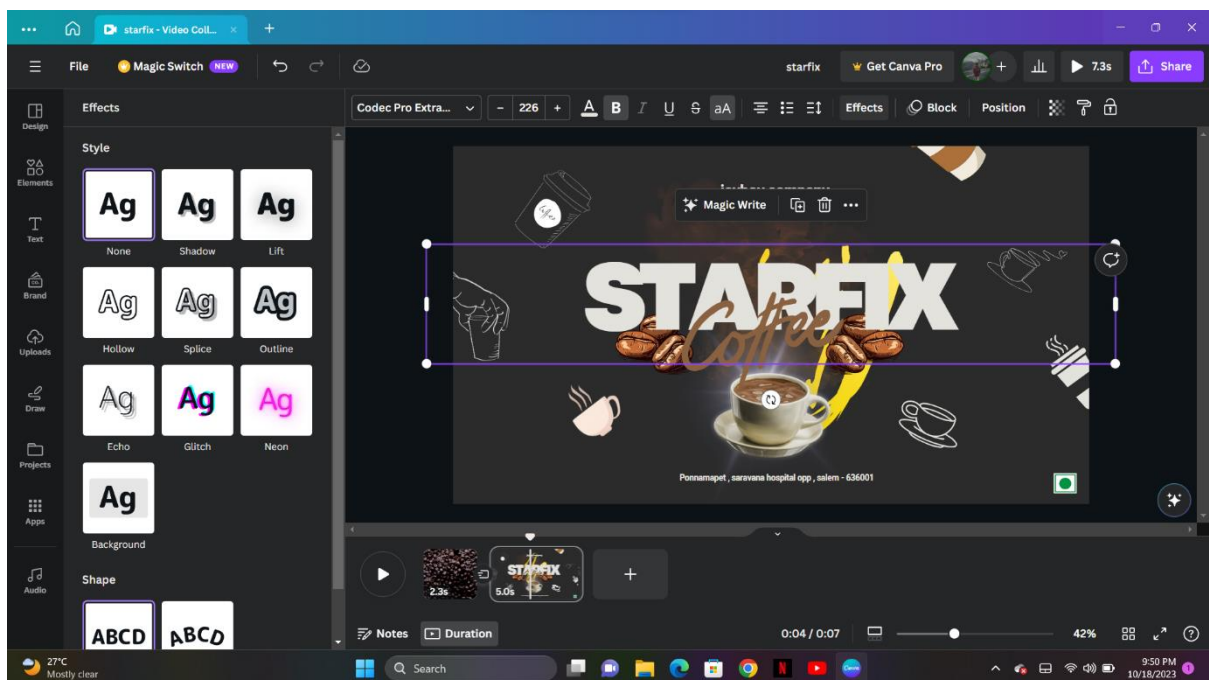 starfix - Video Coll...
File
Magic Switch
NEW
starfix
Get Canva Pro
7.3s
Share
Design
Elements
Text
Brand
Uploads
Draw
Projects
Apps
Audio
Effects
Style
Ag Ag Ag
None Shadow Lift
Ag Ag Ag
Hollow Splice Outline
Ag Ag Ag
Echo Glitch Neon
Ag
Background
Shape
ABCD ABCD
Codec Pro Extra...
- 226 +
A B I U S aA
Effects
Block
Position
Magic Write
STARFIX
Coffee
Coffee
Ponnamapet , saravana hospital opp , salem - 636001
2.3s
STARFIX
5.0s
Notes
Duration
0:04 / 0:07
42%
27°C
Mostly clear
Search
Canva
9:50 PM
10/18/2023
1